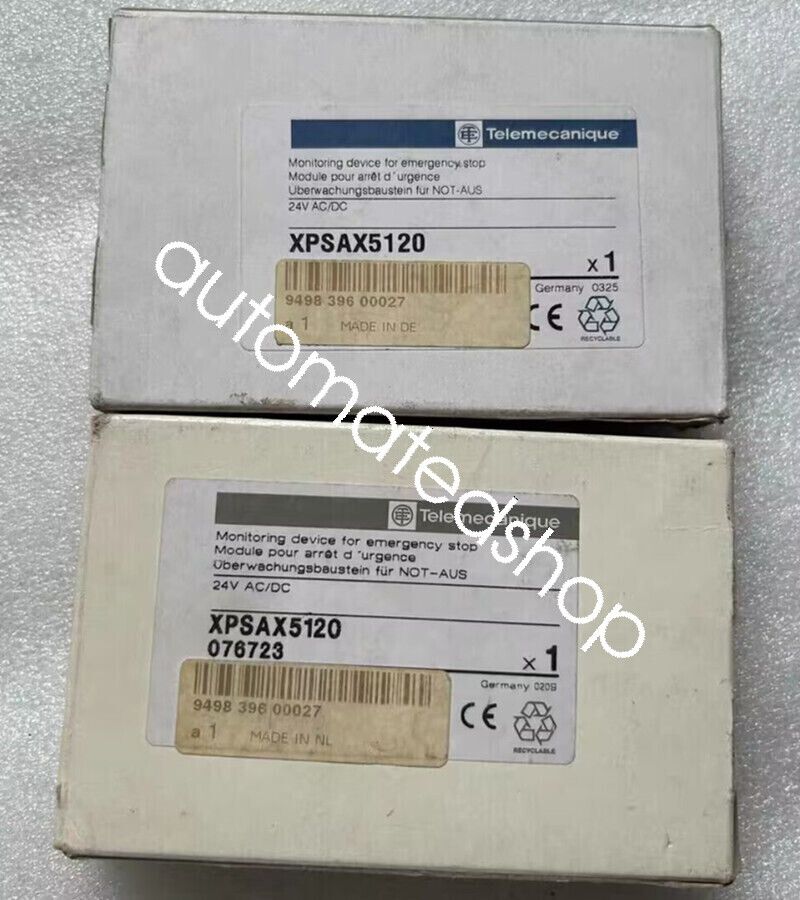 Telemecanique
Monitoring device for emergency stop
Module pour arrêt d'urgence
Überwachungsbaustein für NOT-AUS
24V AC/DC
XPSAX5120
x 1
Germany 0325
9498 396 00027
a 1 MADE IN DE
CE
RECYCLABLE
automatedshop
Telemecanique
Monitoring device for emergency stop
Module pour arrêt d'urgence
Überwachungsbaustein für NOT-AUS
24V AC/DC
XPSAX5120
076723
x 1
Germany 0209
9498 396 00027
a 1 MADE IN NL
CE
RECYCLABLE